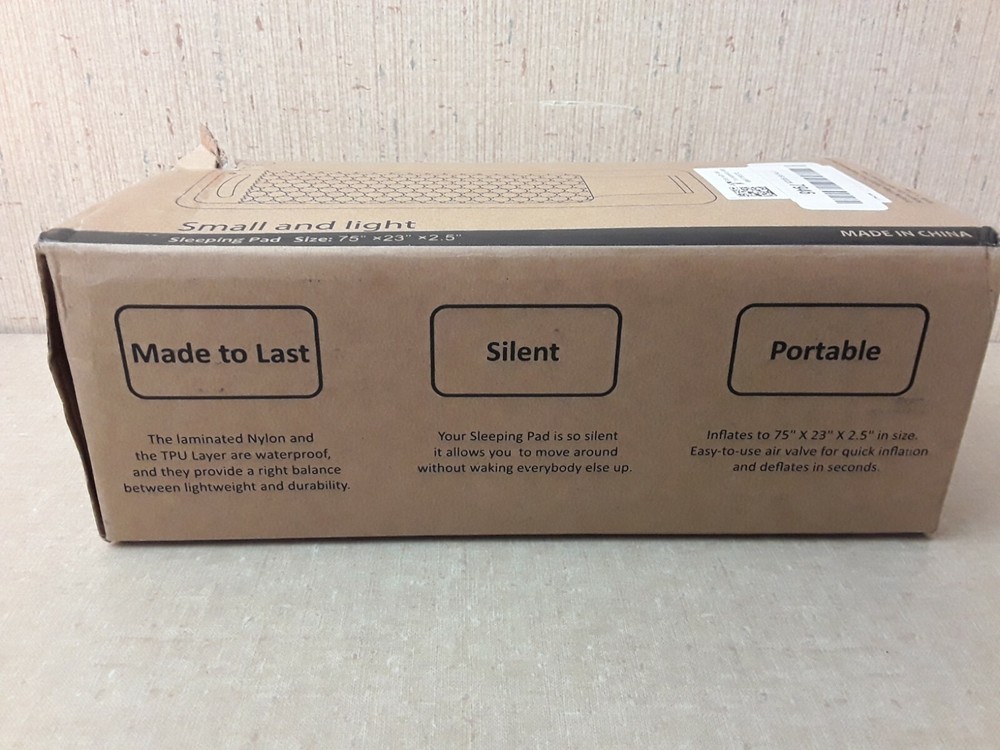 Small and light
Sleeping Pad Size: 75" ×23" ×2.5"
MADE IN CHINA
7946
Made to Last
The laminated Nylon and
the TPU Layer are waterproof,
and they provide a right balance
between lightweight and durability.
Silent
Your Sleeping Pad is so silent
it allows you to move around
without waking everybody else up.
Portable
Inflates to 75" X 23" X 2.5" in size.
Easy-to-use air valve for quick inflation
and deflates in seconds.